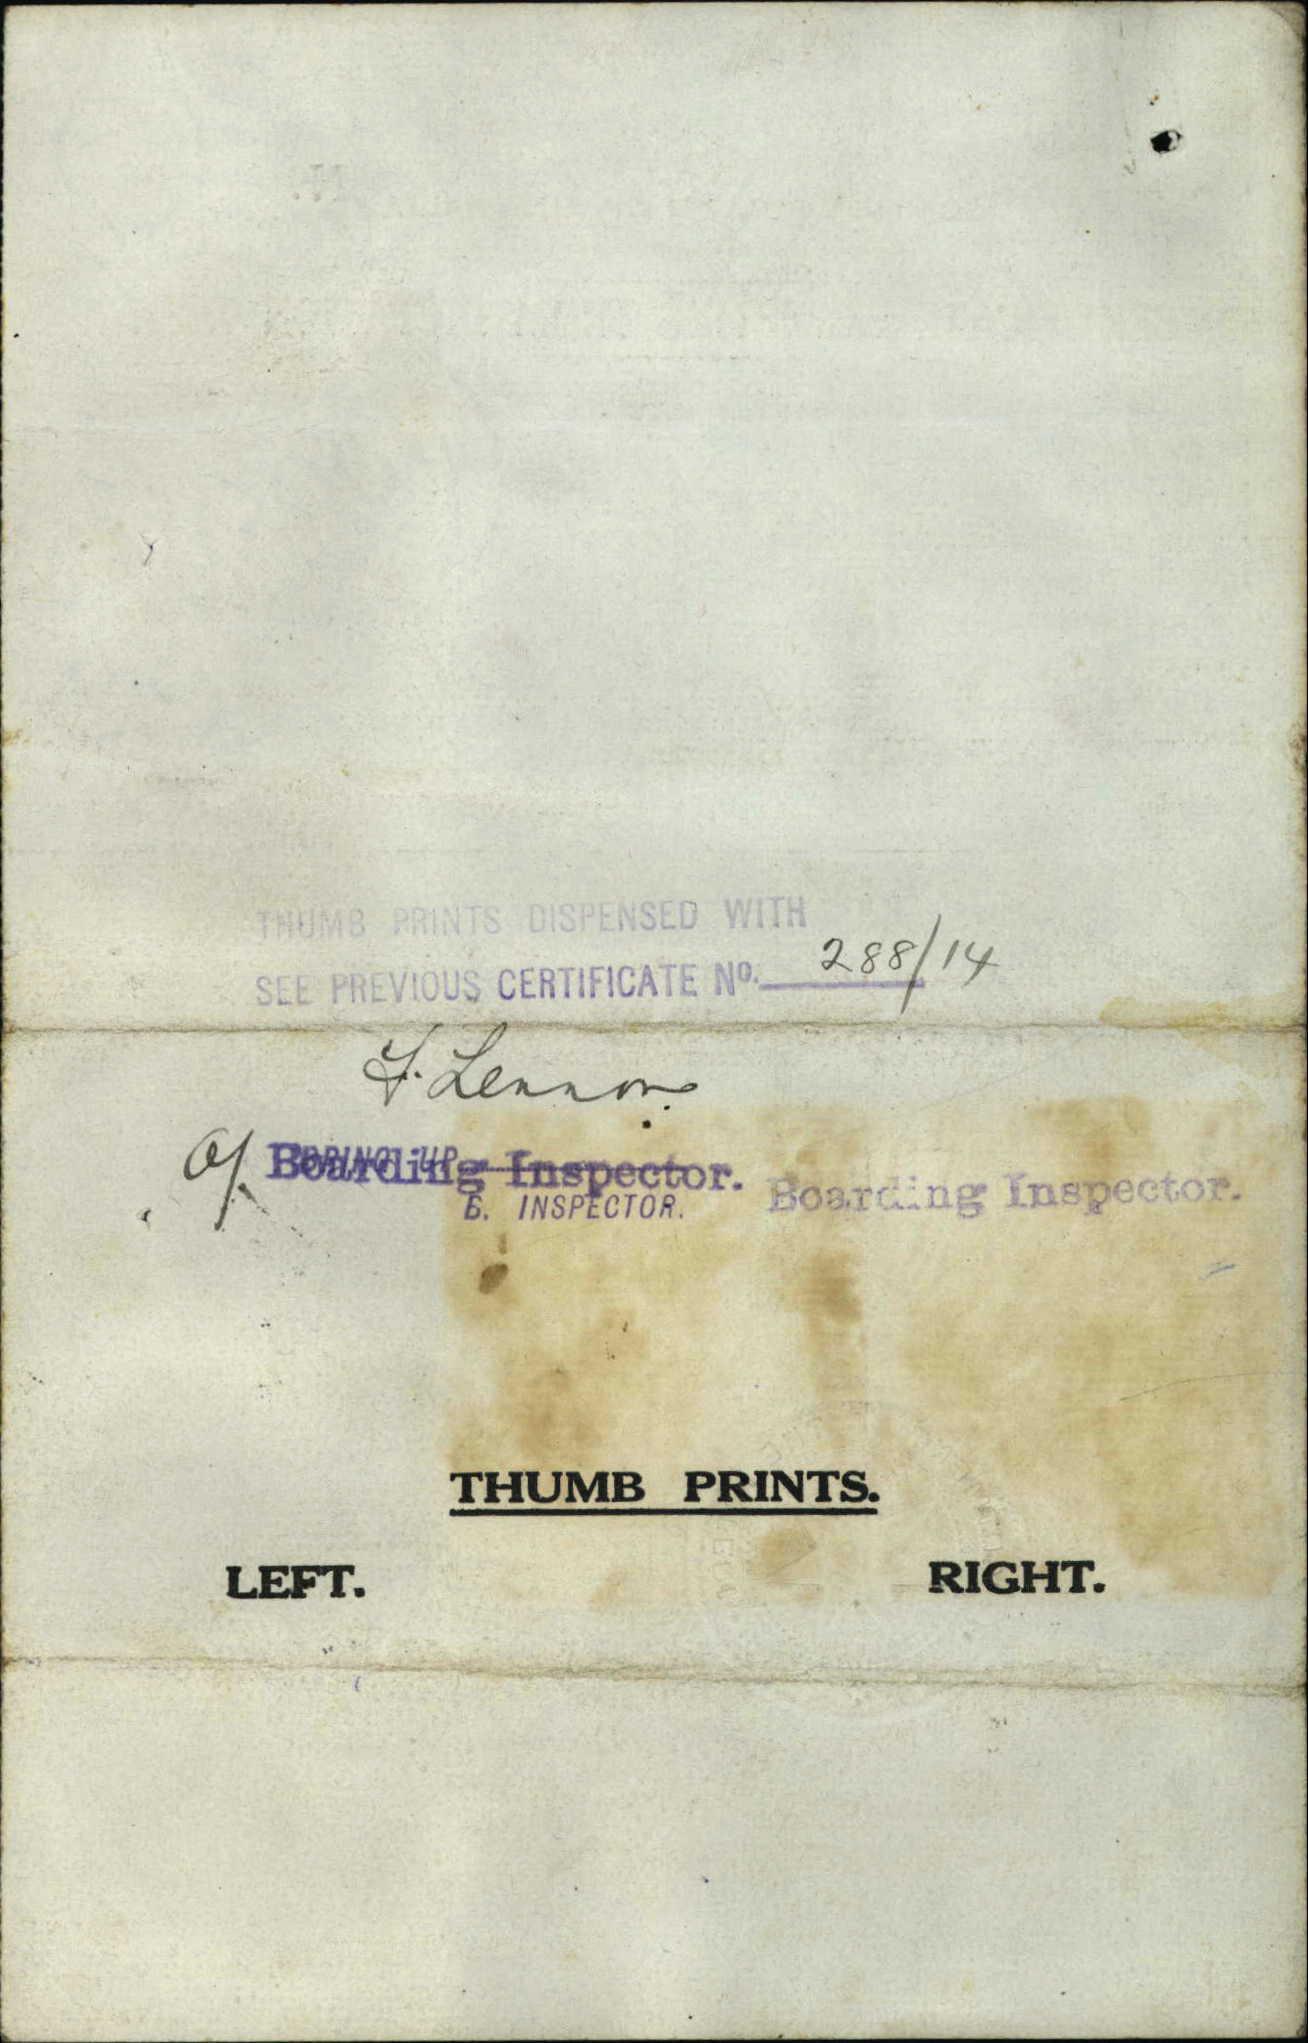 THUMB PRINTS DISPENSED WITH
SEE PREVIOUS CERTIFICATE No. 288/14
Boarding Inspector.
B. INSPECTOR.
Boarding Inspector.
THUMB PRINTS.
LEFT.
RIGHT.